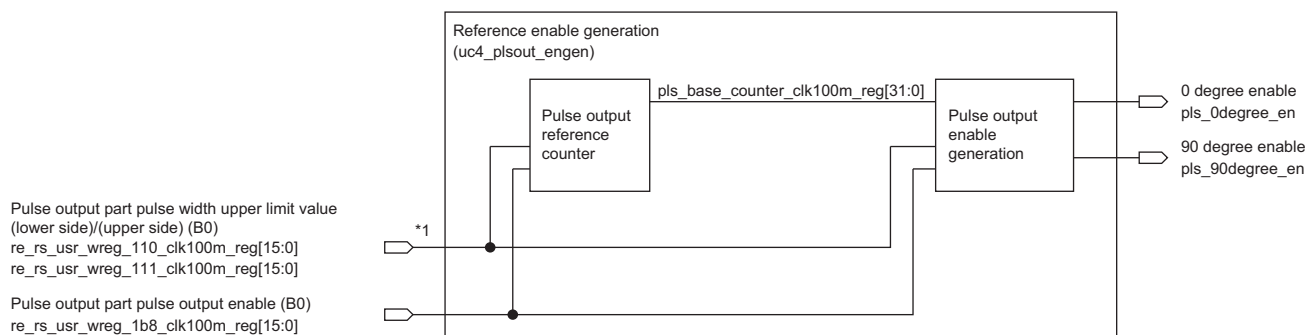 Reference enable generation
(uc4_plsout_engen)
pls_base_counter_clk100m_reg[31:0]
Pulse output
reference
counter
Pulse output
enable
generation
0 degree enable
pls_0degree_en
90 degree enable
pls_90degree_en
Pulse output part pulse width upper limit value
(lower side)/(upper side) (B0)
re_rs_usr_wreg_110_clk100m_reg[15:0]
re_rs_usr_wreg_111_clk100m_reg[15:0]
*1
Pulse output part pulse output enable (B0)
re_rs_usr_wreg_1b8_clk100m_reg[15:0]